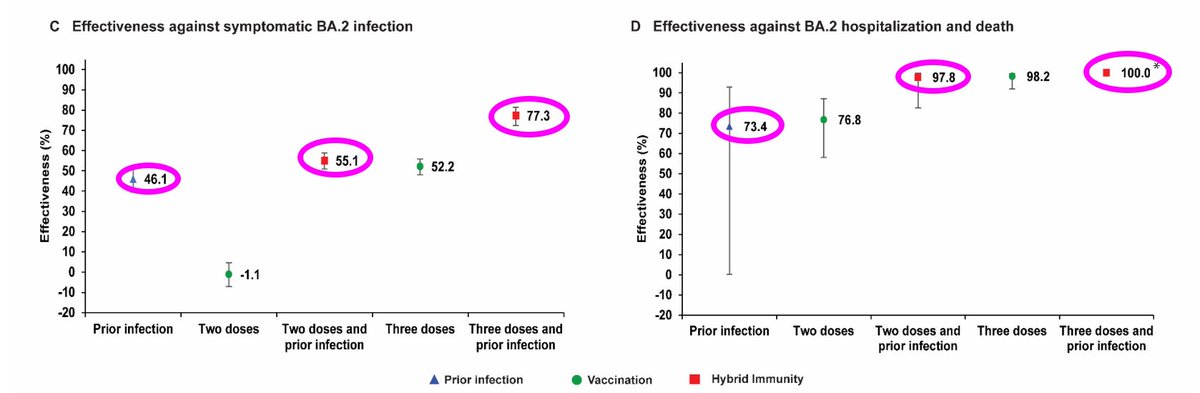 C Effectiveness against symptomatic BA.2 infection
Effectiveness (%)
100
90
80
70
60
50
40
30
20
10
0
-10
-20
46.1
-1.1
55.1
52.2
77.3
Prior infection
Two doses
Two doses and
prior infection
Three doses
Three doses and
prior infection
D Effectiveness against BA.2 hospitalization and death
Effectiveness (%)
100
90
80
70
60
50
40
30
20
10
0
-10
-20
73.4
76.8
97.8
98.2
100.0*
Prior infection
Two doses
Two doses and
prior infection
Three doses
Three doses and
prior infection
Prior infection
Vaccination
Hybrid Immunity